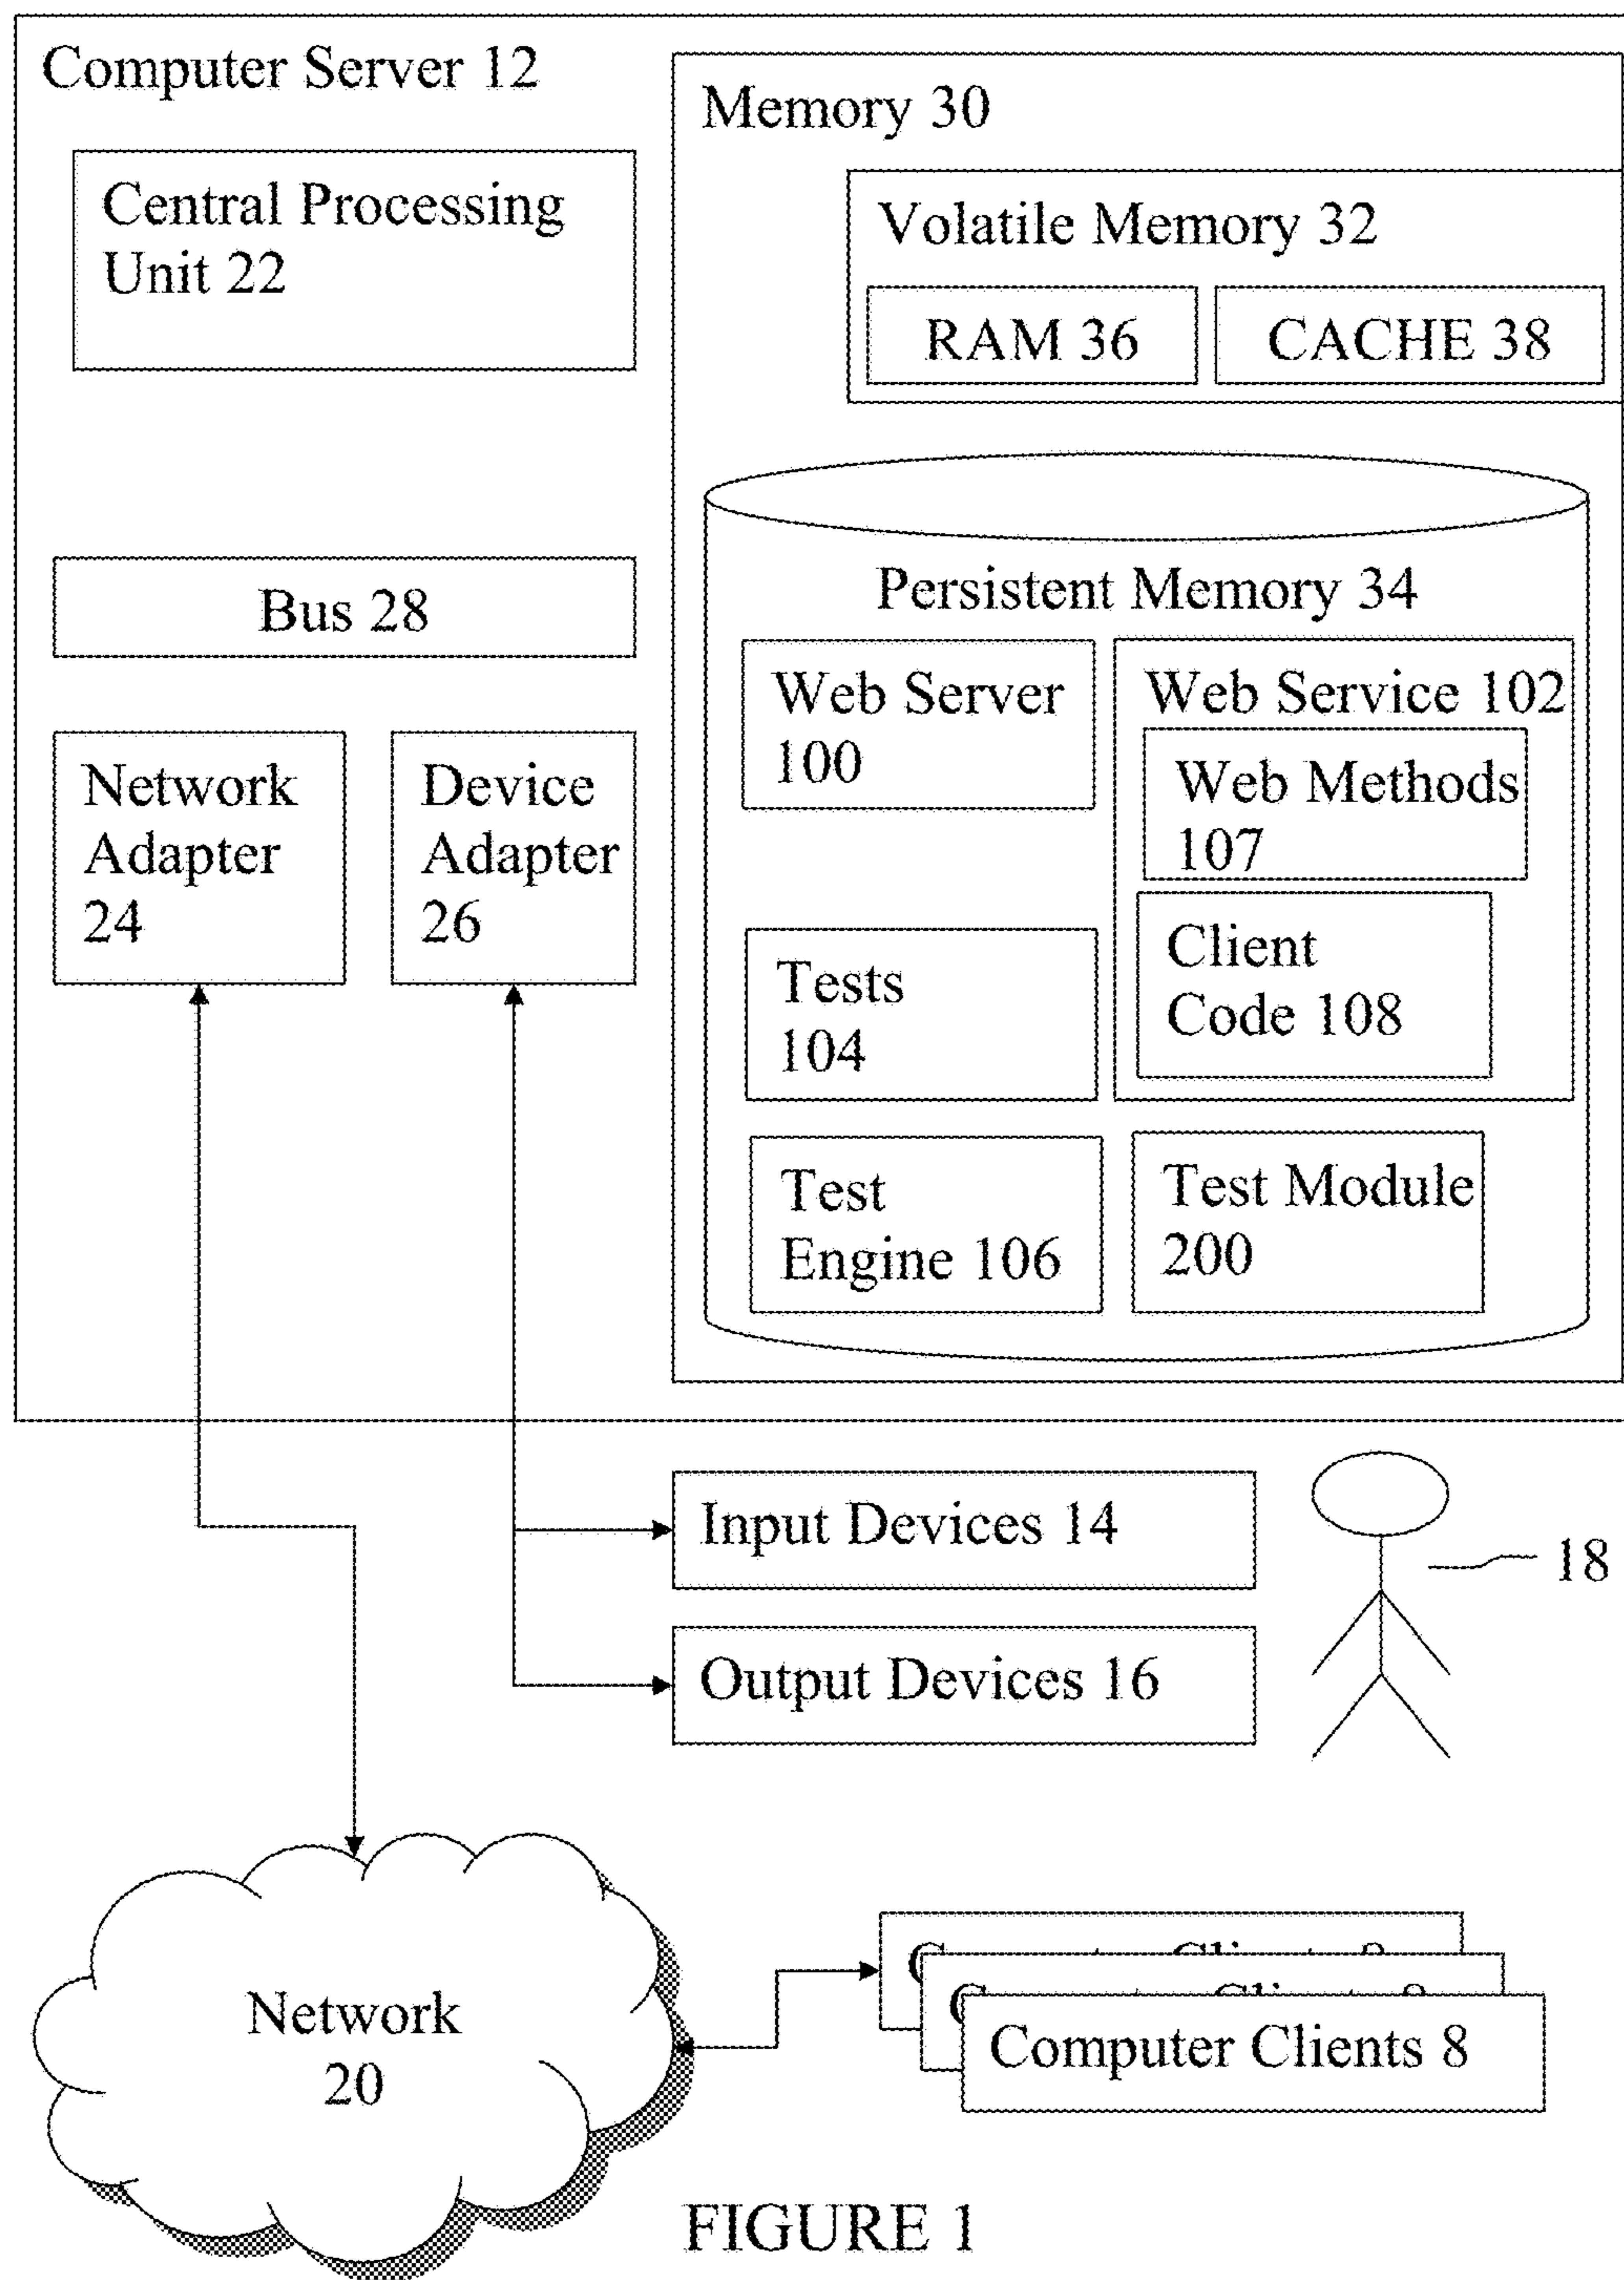 Computer Server 12
Memory 30
Central Processing
Unit 22
Volatile Memory 32
RAM 36
CACHE 38
Bus 28
Persistent Memory 34
Web Server
100
Web Service 102
Web Methods
107
Client
Code 108
Network
Adapter
24
Device
Adapter
26
Tests
104
Test
Engine 106
Test Module
200
Input Devices 14
18
Output Devices 16
Network
20
Computer Clients 8
FIGURE 1